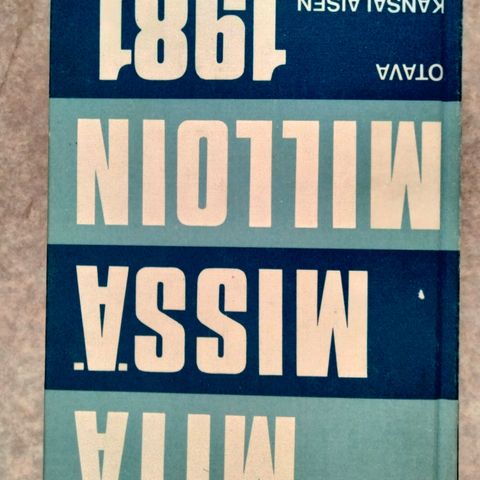 MITÄ
MISSÄ
MILLOIN
OTAVA
KANSALAISEN
1981